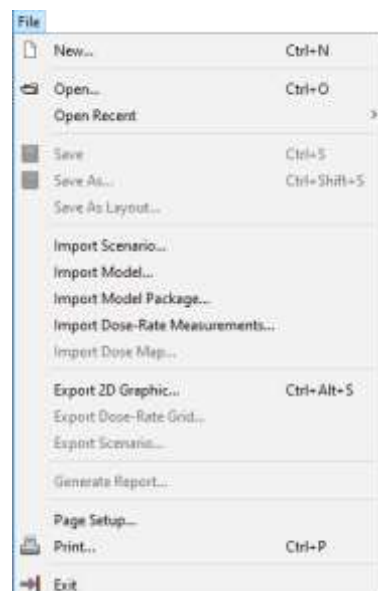 File
New... Ctrl+N
Open... Ctrl+O
Open Recent
Save Ctrl+S
Save As... Ctrl+Shift+S
Save As Layout...
Import Scenario...
Import Model...
Import Model Package...
Import Dose-Rate Measurements...
Import Dose Map...
Export 2D Graphic... Ctrl+Alt+S
Export Dose-Rate Grid...
Export Scenario...
Generate Report...
Page Setup...
Print... Ctrl+P
Exit